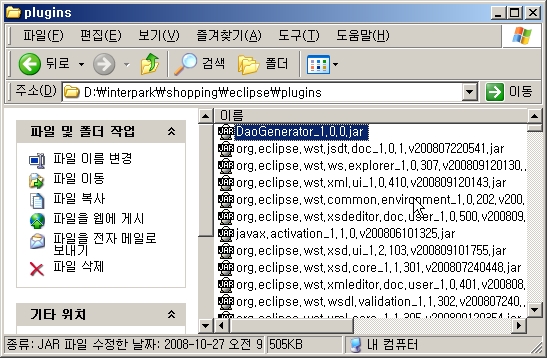 plugins
파일(F) 편집(E) 보기(V) 즐겨찾기(A) 도구(T) 도움말(H)
뒤로 검색 폴더
주소(D) D:₩interpark₩shopping₩eclipse₩plugins 이동
파일 및 폴더 작업
파일 이름 변경
파일 이동
파일 복사
파일을 웹에 게시
파일을 전자 메일로
보내기
파일 삭제
기타 위치
이름
DaoGenerator_1,0,0,jar
org,eclipse,wst,jsdt,doc_1,0,1,v200807220541,jar
org,eclipse,wst,ws,explorer_1,0,307,v200809120130,,
org,eclipse,wst,xml,ui_1,0,410,v200809120143,jar
org,eclipse,wst,common,environment_1,0,202,v200,
org,eclipse,wst,xsdeditor,doc,user_1,0,500,v200809,
javax,activation_1,1,0,v200806101325,jar
org,eclipse,wst,xsd,ui_1,2,103,v200809101755,jar
org,eclipse,wst,xsd,core_1,1,301,v200807240448,jar
org,eclipse,wst,xmleditor,doc,user_1,0,401,v200808,
org,eclipse,wst,wsdl,validation_1,1,302,v200807240,,
종류: JAR 파일 수정한 날짜: 2008-10-27 오전 9 505KB 내 컴퓨터